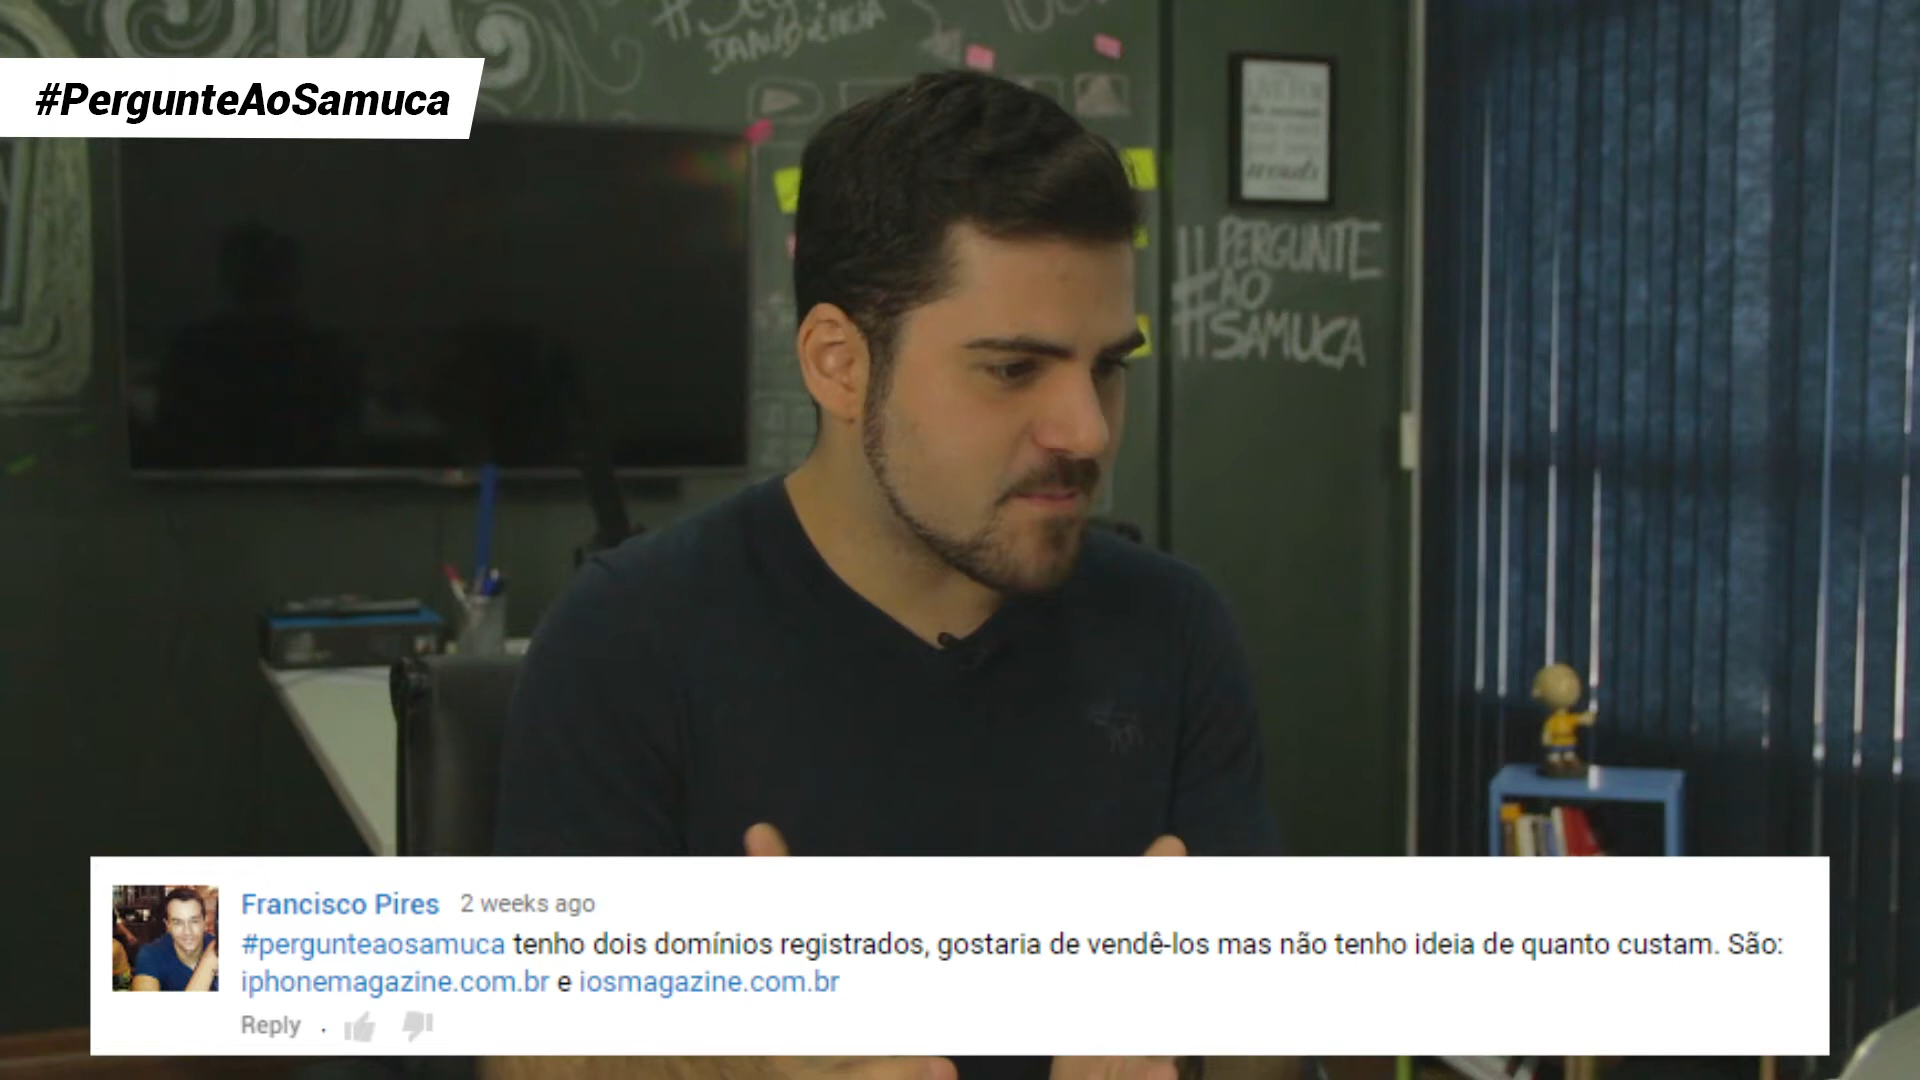 #PergunteAoSamuca
#PERGUNTE
AO
#SAMUCA
Francisco Pires 2 weeks ago
#pergunteaosamuca tenho dois domínios registrados, gostaria de vendê-los mas não tenho ideia de quanto custam. São:
iphonemagazine.com.br e iosmagazine.com.br
Reply .